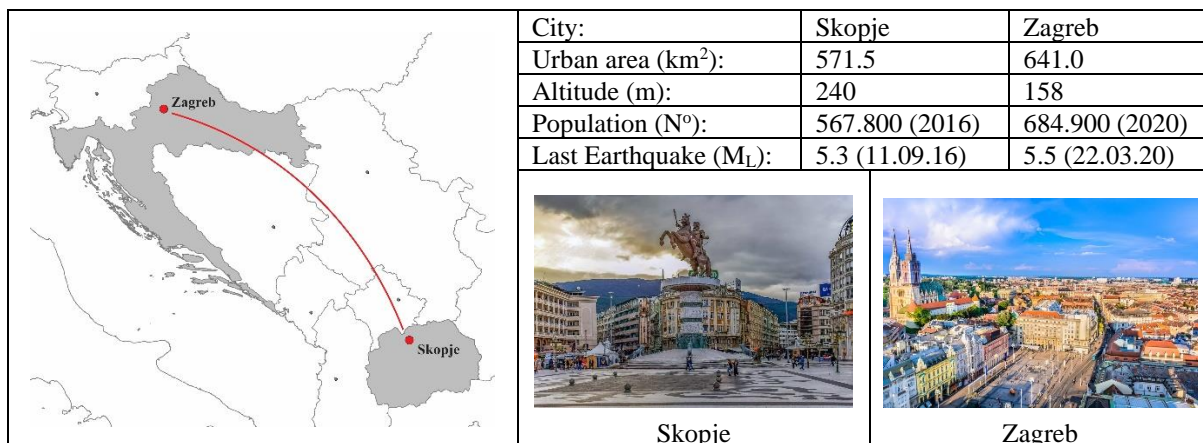 Zagreb
Skopje
City: Skopje Zagreb
Urban area (km²): 571.5 641.0
Altitude (m): 240 158
Population (Nº): 567.800 (2016) 684.900 (2020)
Last Earthquake (M_L): 5.3 (11.09.16) 5.5 (22.03.20)
Skopje Zagreb